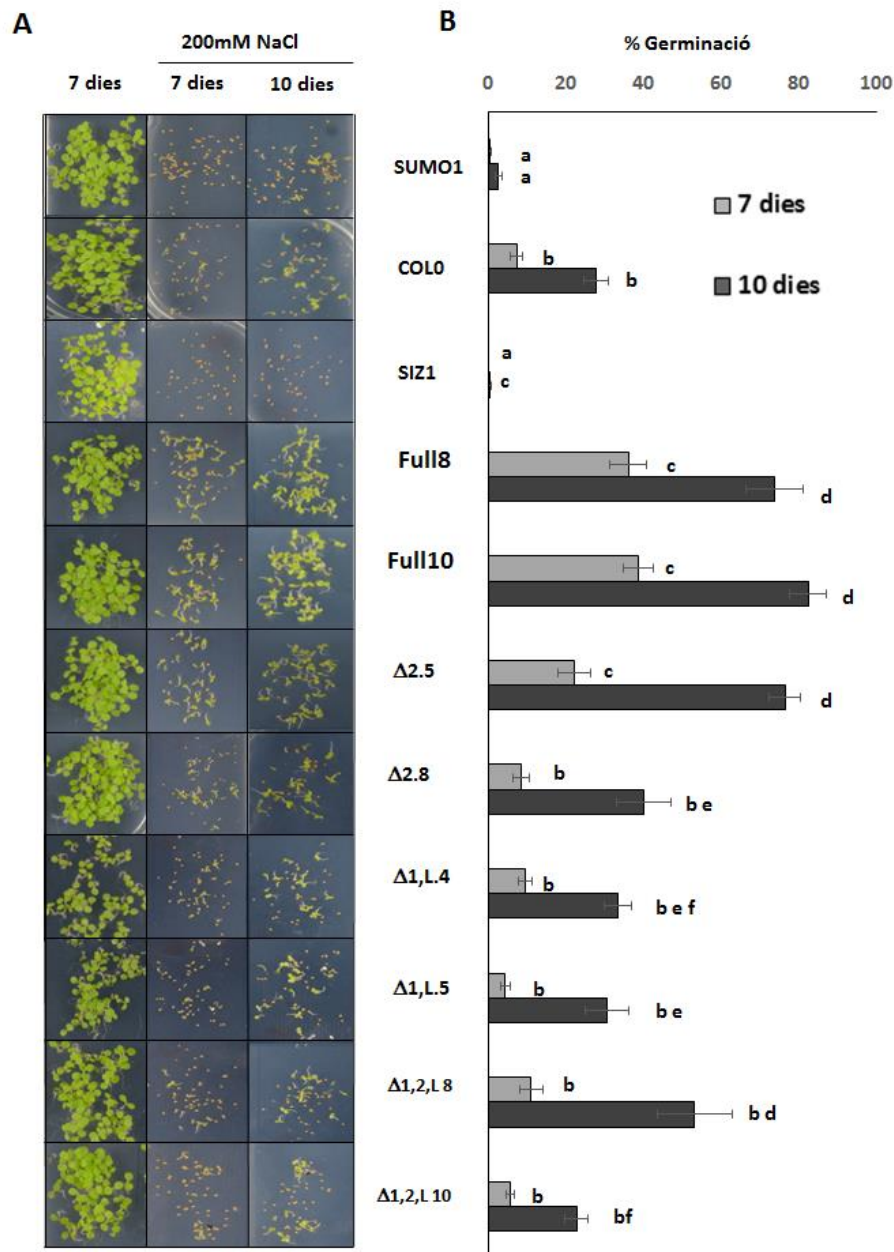 A
200mM NaCl
7 dies 7 dies 10 dies
B
% Germinació
0 20 40 60 80 100
SUMO1
a
a
7 dies
10 dies
COL0
b
b
SIZ1
a
c
Full8
c
d
Full10
c
d
Δ2.5
c
d
Δ2.8
b
b e
Δ1,L.4
b
b e f
Δ1,L.5
b
b e
Δ1,2,L 8
b
b d
Δ1,2,L 10
b
bf